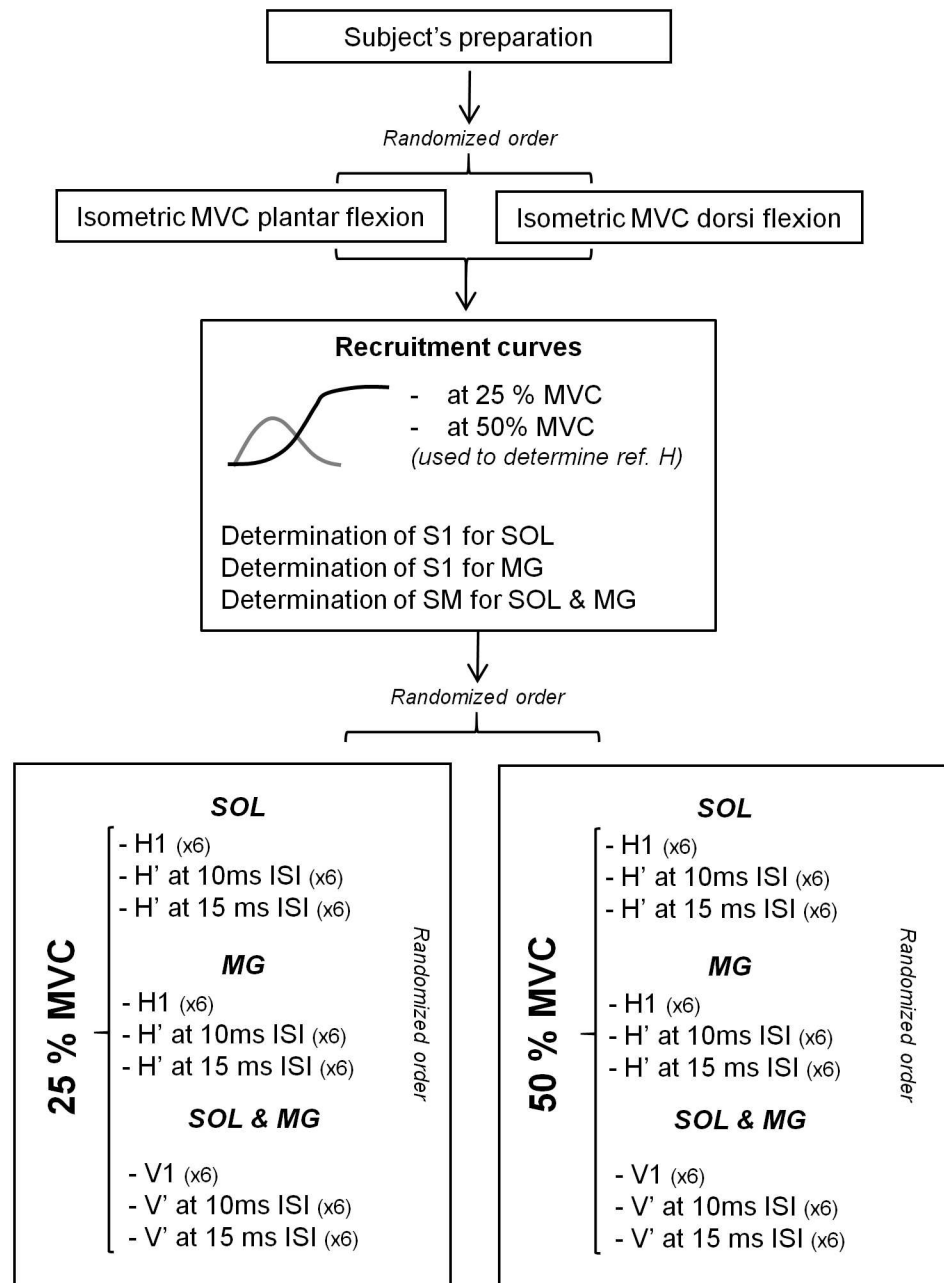 Subject’s preparation
Randomized order
Isometric MVC plantar flexion
Isometric MVC dorsi flexion
Recruitment curves
- at 25 % MVC
- at 50% MVC
(used to determine ref. H)
Determination of S1 for SOL
Determination of S1 for MG
Determination of SM for SOL & MG
Randomized order
25 % MVC
SOL
- H1 (x6)
- H’ at 10ms ISI (x6)
- H’ at 15 ms ISI (x6)
MG
- H1 (x6)
- H’ at 10ms ISI (x6)
- H’ at 15 ms ISI (x6)
SOL & MG
- V1 (x6)
- V’ at 10ms ISI (x6)
- V’ at 15 ms ISI (x6)
Randomized order
50 % MVC
SOL
- H1 (x6)
- H’ at 10ms ISI (x6)
- H’ at 15 ms ISI (x6)
MG
- H1 (x6)
- H’ at 10ms ISI (x6)
- H’ at 15 ms ISI (x6)
SOL & MG
- V1 (x6)
- V’ at 10ms ISI (x6)
- V’ at 15 ms ISI (x6)
Randomized order